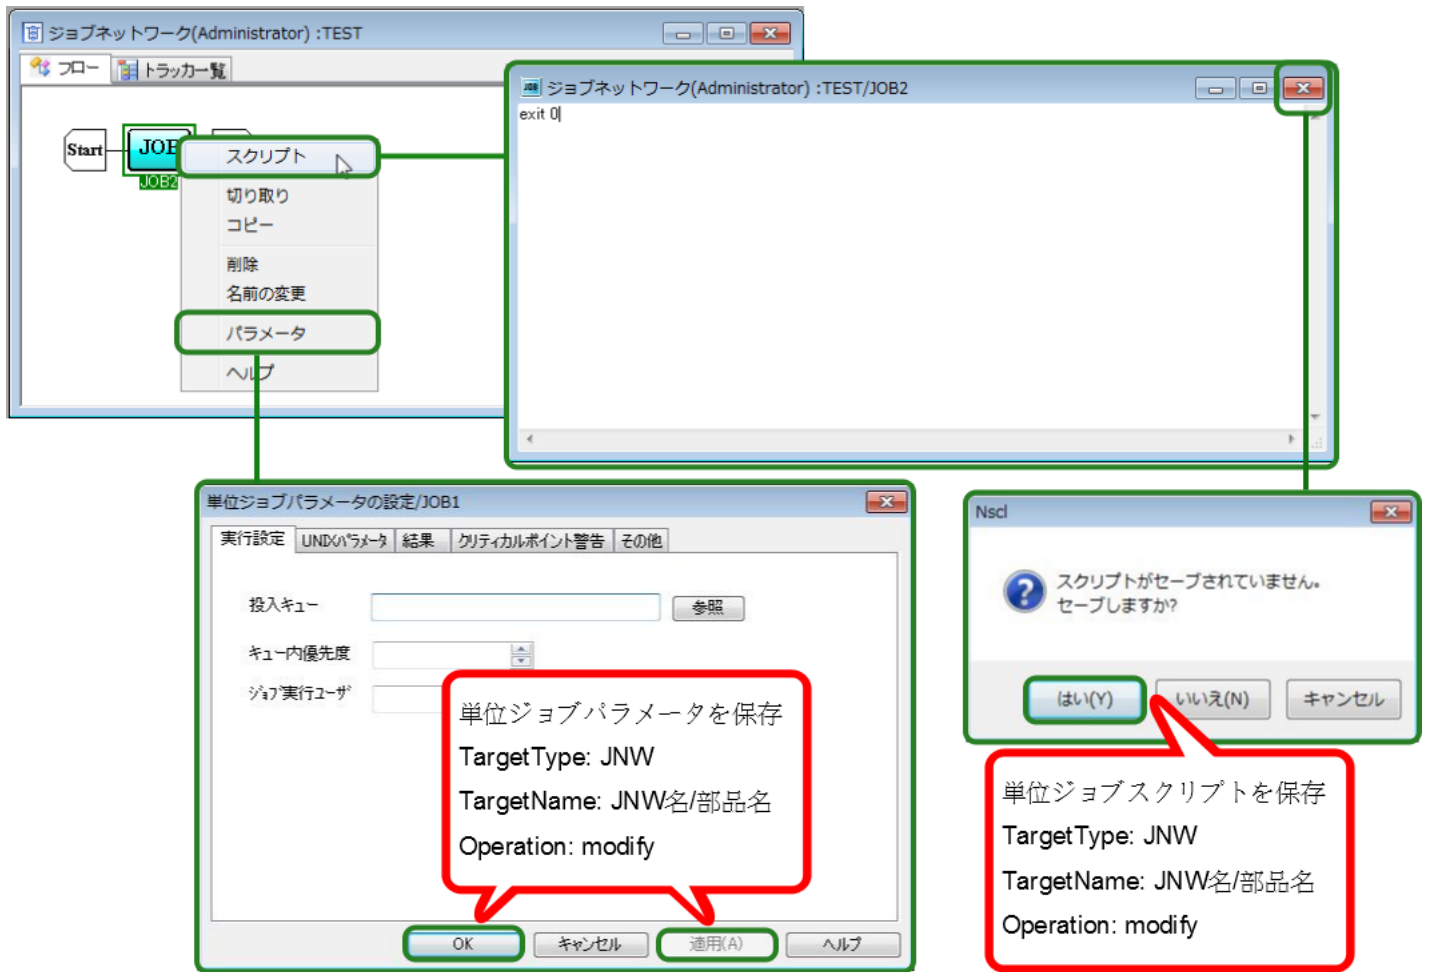 ジョブネットワーク(Administrator) :TEST
フロー
トラッカ一覧
Start
JOB2
スクリプト
切り取り
コピー
削除
名前の変更
パラメータ
ヘルプ
ジョブネットワーク(Administrator) :TEST/JOB2
exit 0
単位ジョブパラメータの設定/JOB1
実行設定
UNIXパラメータ
結果
クリティカルポイント警告
その他
投入キュー
参照
キュー内優先度
ジョブ実行ユーザ
単位ジョブパラメータを保存
TargetType: JNW
TargetName: JNW名/部品名
Operation: modify
OK
キャンセル
適用(A)
ヘルプ
Nscl
スクリプトがセーブされていません。
セーブしますか?
はい(Y)
いいえ(N)
キャンセル
単位ジョブスクリプトを保存
TargetType: JNW
TargetName: JNW名/部品名
Operation: modify